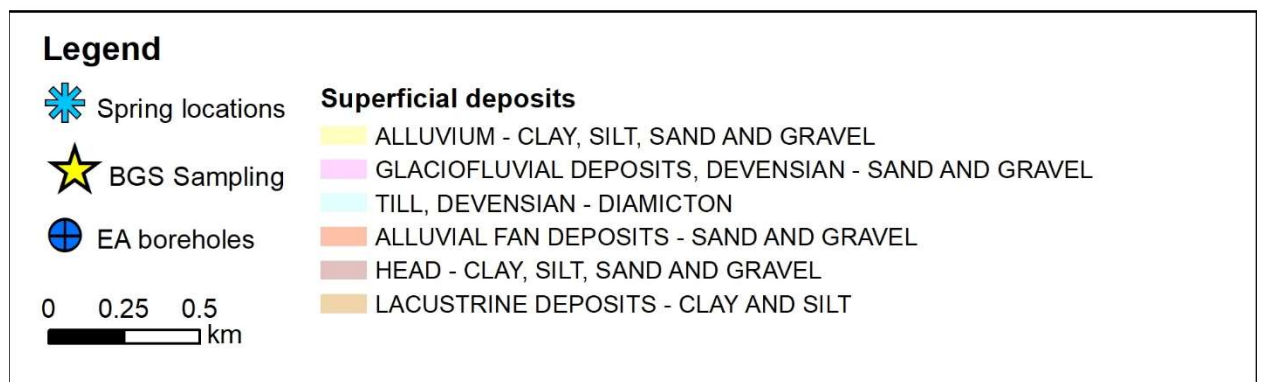 Legend
Spring locations
BGS Sampling
EA boreholes
0 0.25 0.5
km
Superficial deposits
ALLUVIUM - CLAY, SILT, SAND AND GRAVEL
GLACIOFLUVIAL DEPOSITS, DEVENSIAN - SAND AND GRAVEL
TILL, DEVENSIAN - DIAMICTON
ALLUVIAL FAN DEPOSITS - SAND AND GRAVEL
HEAD - CLAY, SILT, SAND AND GRAVEL
LACUSTRINE DEPOSITS - CLAY AND SILT